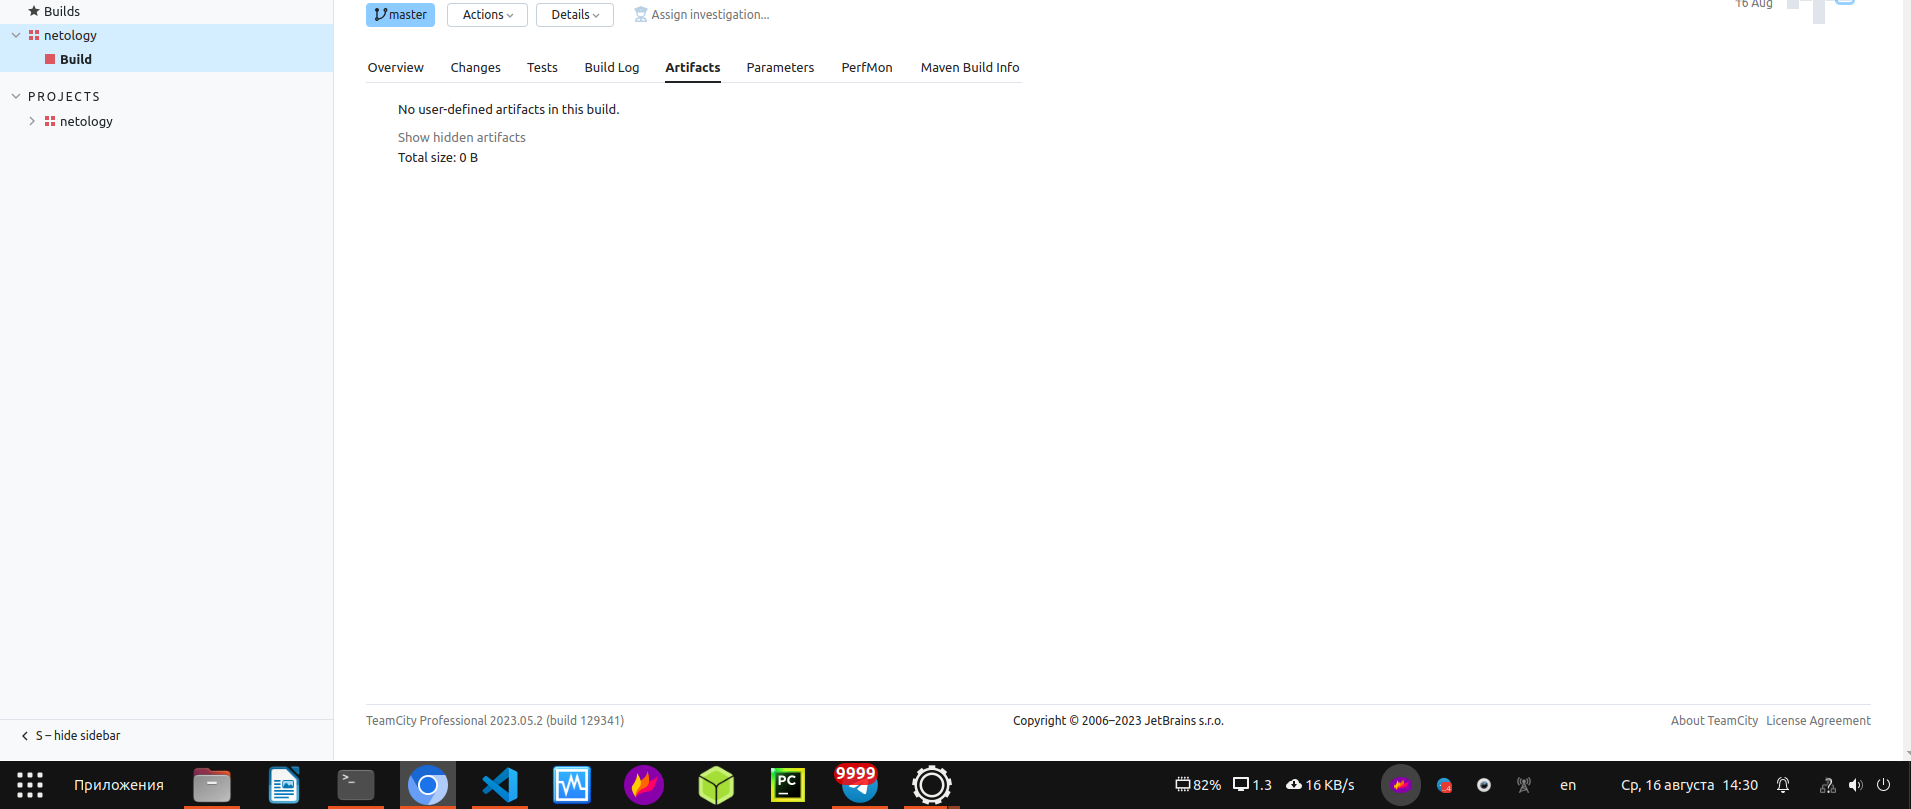 Builds
netology
Build
PROJECTS
netology
S – hide sidebar
master
Actions
Details
Assign investigation...
16 Aug
Overview
Changes
Tests
Build Log
Artifacts
Parameters
PerfMon
Maven Build Info
No user-defined artifacts in this build.
Show hidden artifacts
Total size: 0 B
TeamCity Professional 2023.05.2 (build 129341)
Copyright © 2006–2023 JetBrains s.r.o.
About TeamCity
License Agreement
Приложения
>_
PC
9999
82%
1.3
16 KB/s
en
Ср, 16 августа 14:30